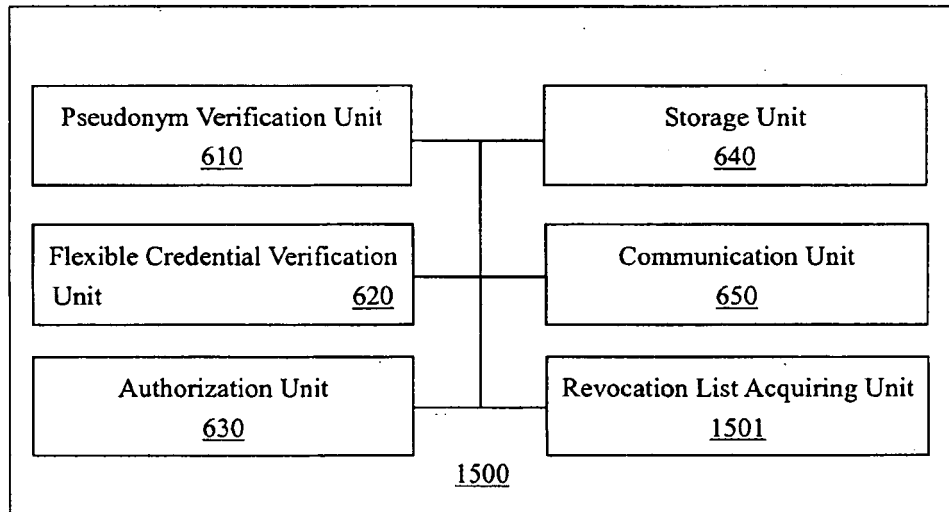 Pseudonym Verification Unit
610
Storage Unit
640
Flexible Credential Verification
Unit 620
Communication Unit
650
Authorization Unit
630
Revocation List Acquiring Unit
1501
1500